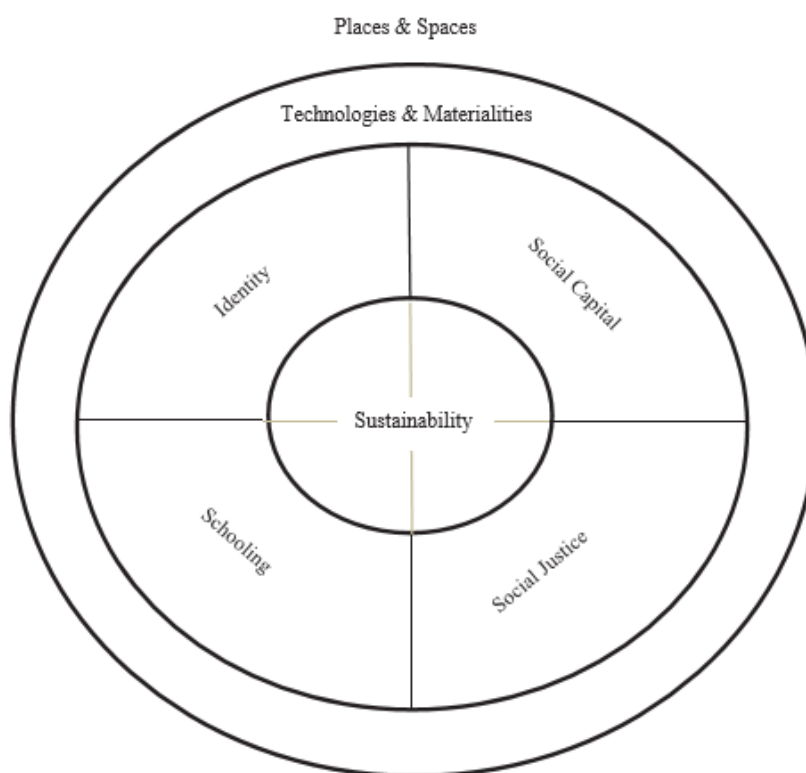 Places & Spaces
Technologies & Materialities
Identity
Social Capital
Sustainability
Schooling
Social Justice